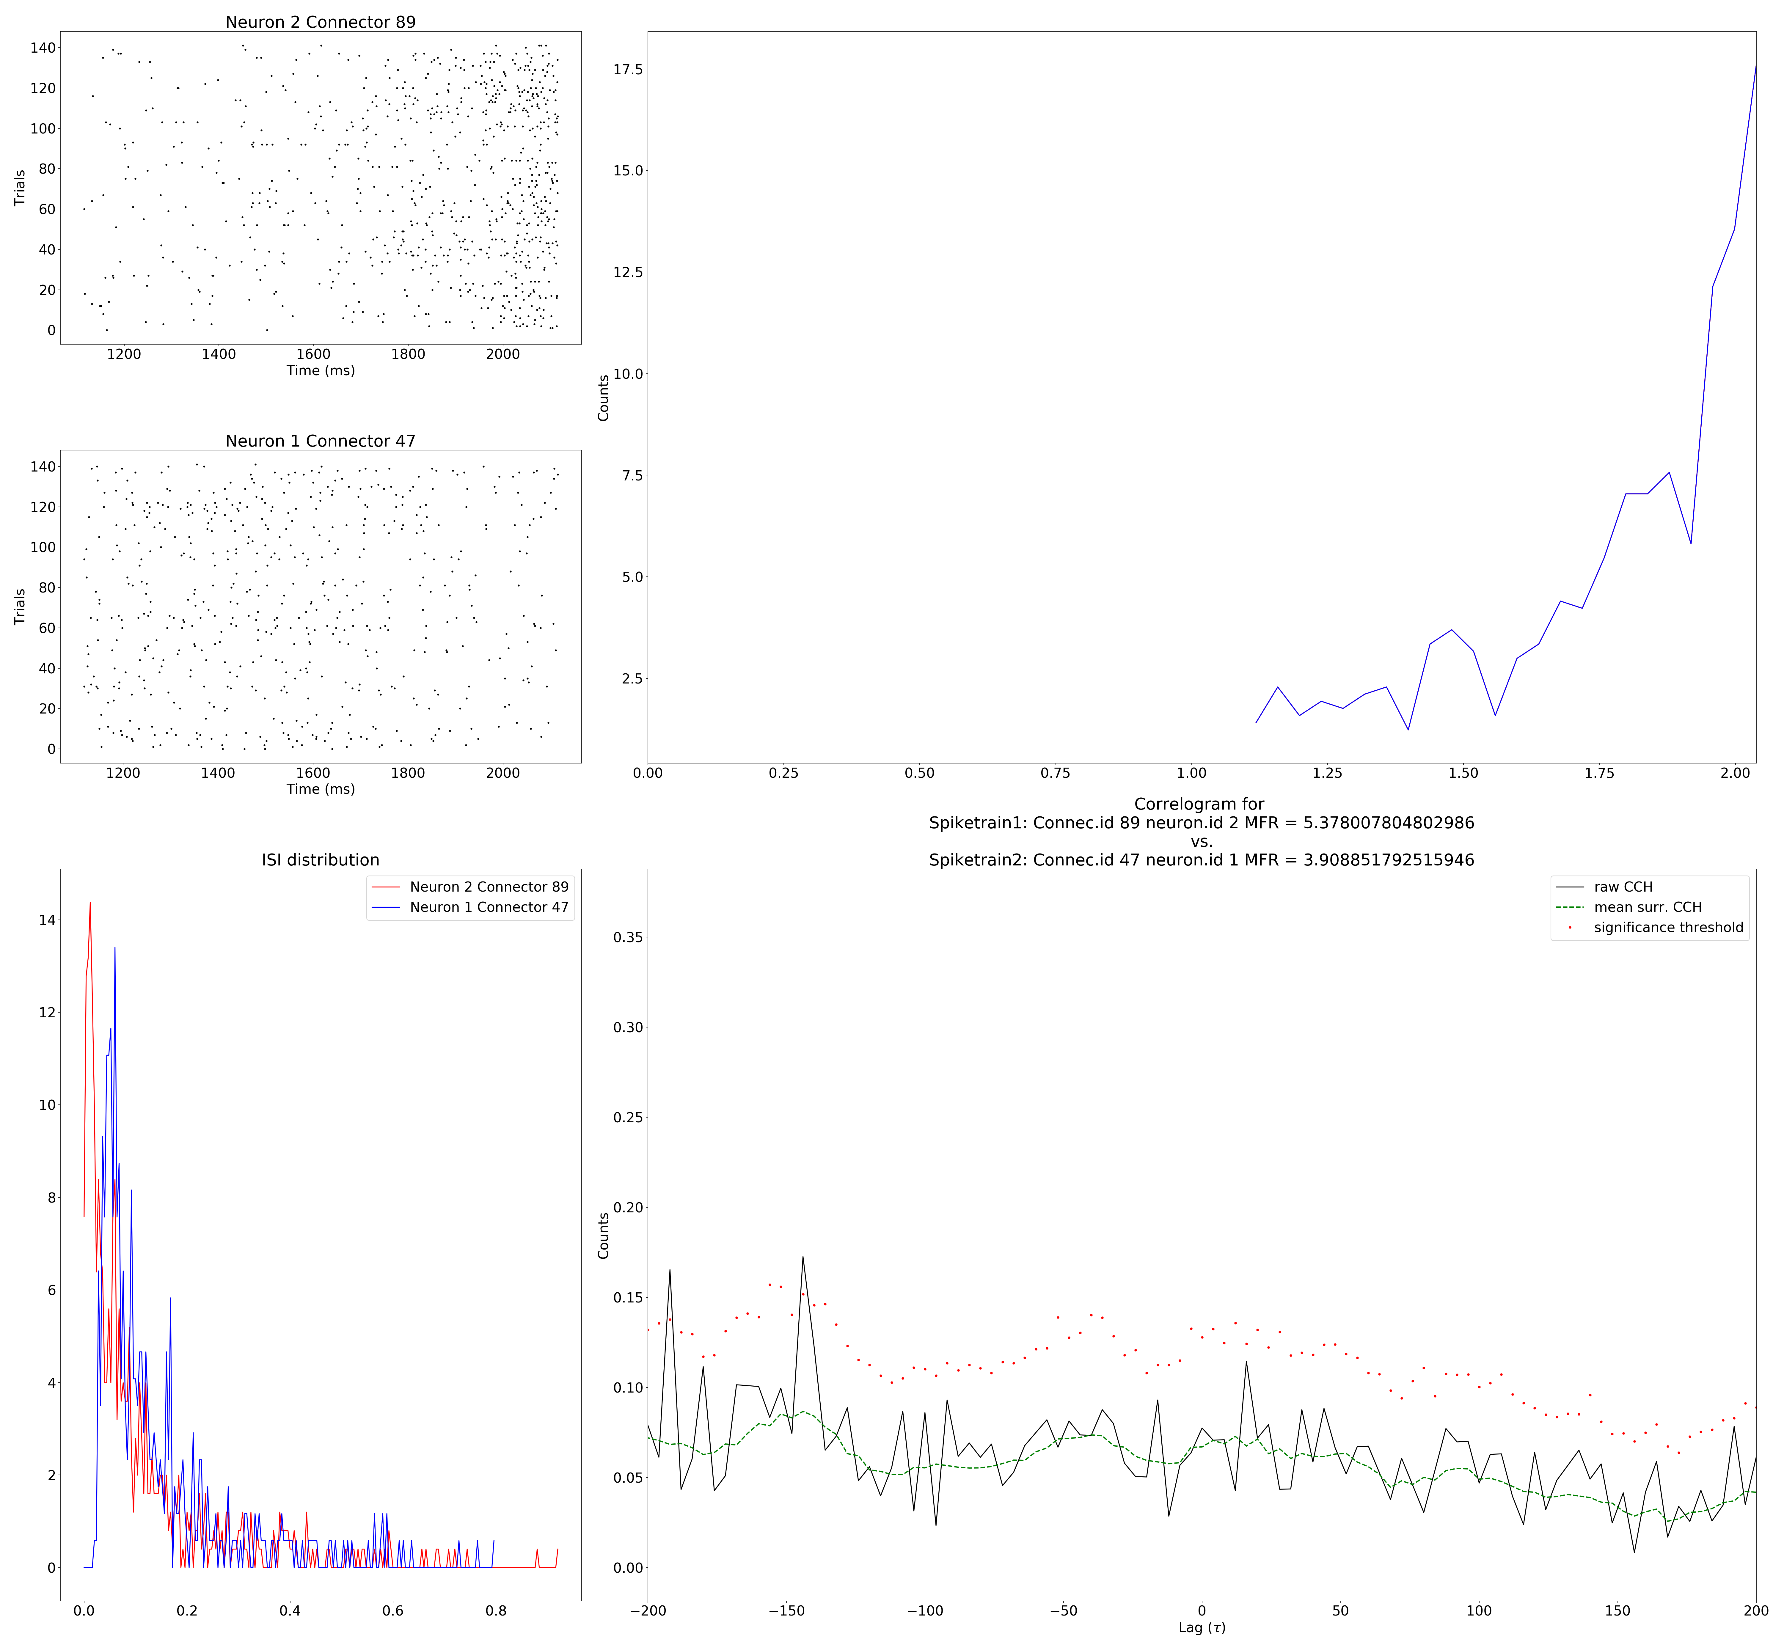 Neuron 2 Connector 89
140
120
100
80
60
40
20
0
Trials
1200 1400 1600 1800 2000
Time (ms)
17.5
15.0
12.5
10.0
7.5
5.0
2.5
Counts
0.00 0.25 0.50 0.75 1.00 1.25 1.50 1.75 2.00
Neuron 1 Connector 47
140
120
100
80
60
40
20
0
Trials
1200 1400 1600 1800 2000
Time (ms)
ISI distribution
Neuron 2 Connector 89
Neuron 1 Connector 47
14
12
10
8
6
4
2
0
0.0 0.2 0.4 0.6 0.8
Correlogram for
Spiketrain1: Connec.id 89 neuron.id 2 MFR = 5.378007804802986
vs.
Spiketrain2: Connec.id 47 neuron.id 1 MFR = 3.908851792515946
raw CCH
mean surr. CCH
significance threshold
0.35
0.30
0.25
0.20
0.15
0.10
0.05
0.00
Counts
−200 −150 −100 −50 0 50 100 150 200
Lag (τ)